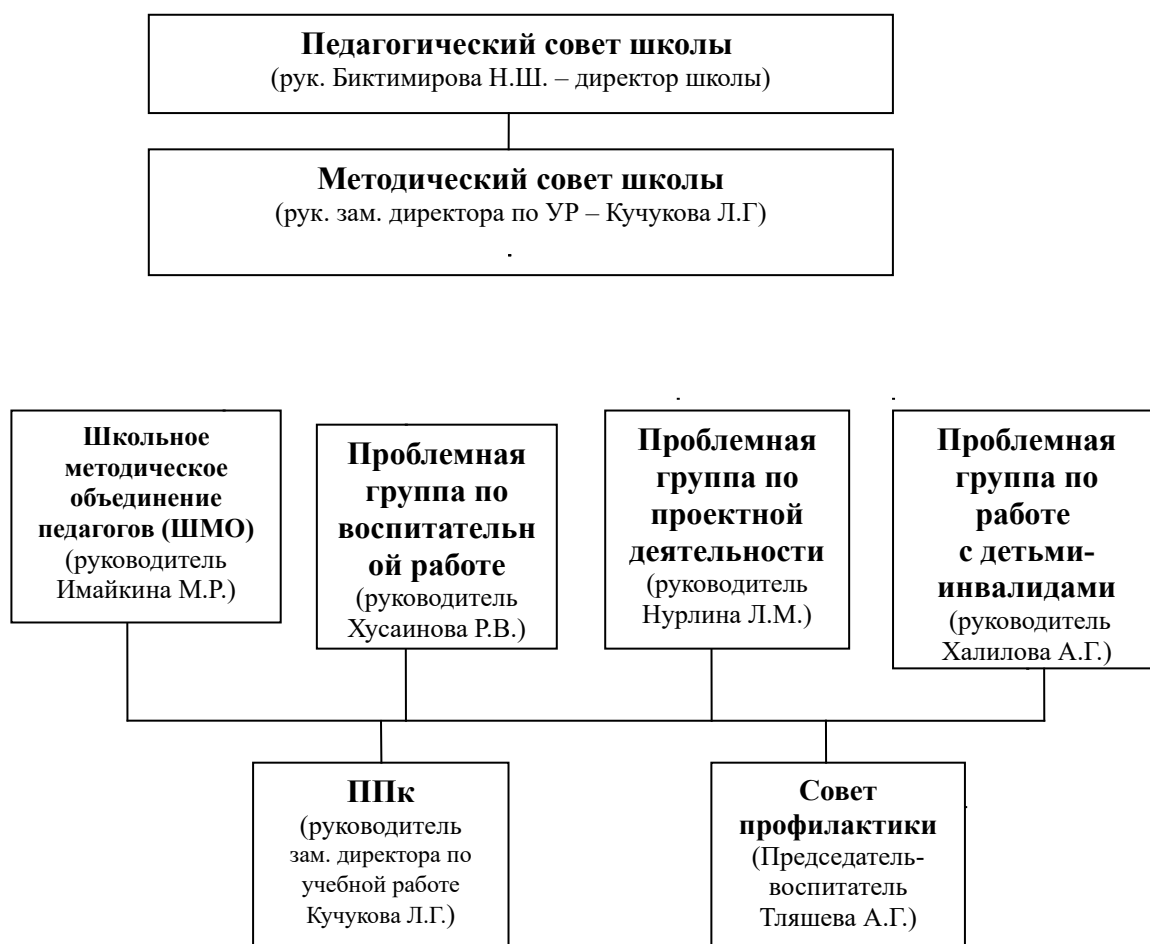 Педагогический совет школы
(рук. Биктимирова Н.Ш. – директор школы)
Методический совет школы
(рук. зам. директора по УР – Кучукова Л.Г)
.
Школьное
методическое
объединение
педагогов (ШМО)
(руководитель
Имайкина М.Р.)
Проблемная
группа по
воспитательн
ой работе
(руководитель
Хусаинова Р.В.)
Проблемная
группа по
проектной
деятельности
(руководитель
Нурлина Л.М.)
Проблемная
группа по
работе
с детьми-
инвалидами
(руководитель
Халилова А.Г.)
ППк
(руководитель
зам. директора по
учебной работе
Кучукова Л.Г.)
Совет
профилактики
(Председатель-
воспитатель
Тляшева А.Г.)